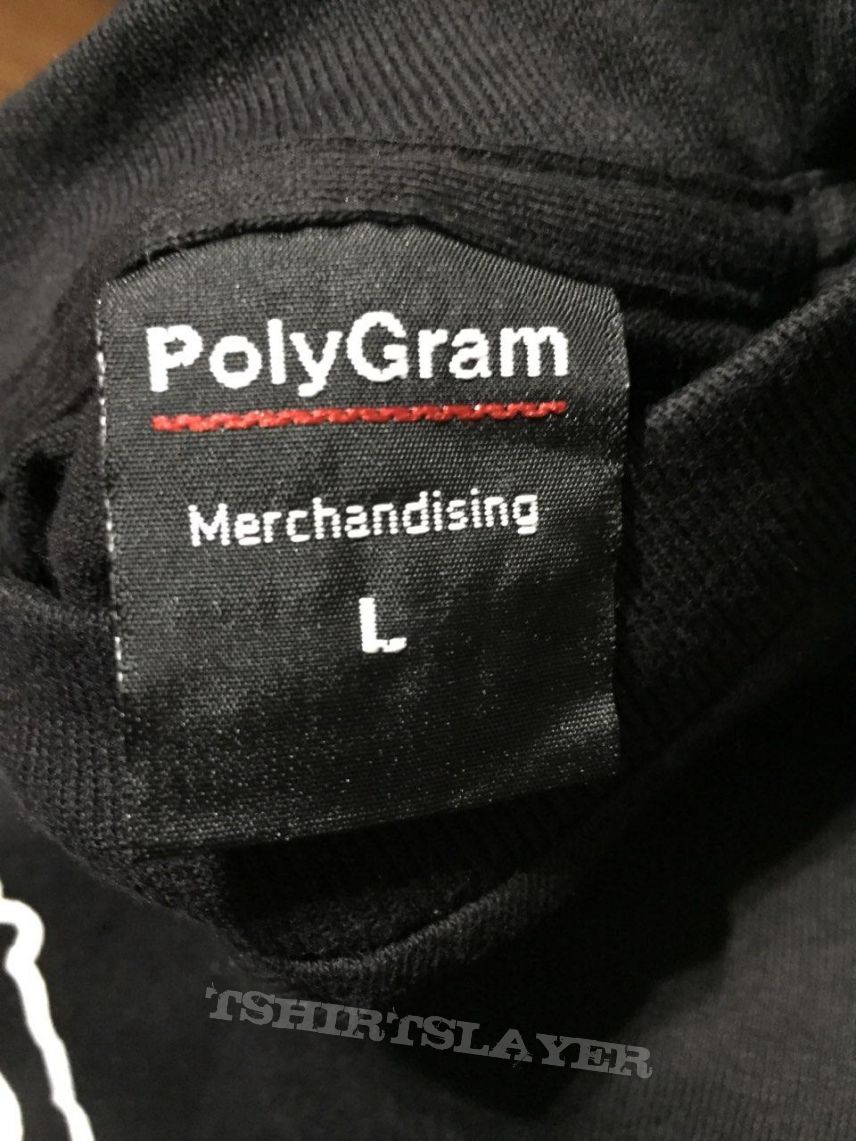 PolyGram
Merchandising
L
TSHIRTSLAYER